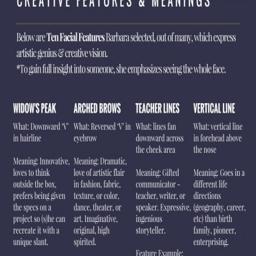 CREATIVE FEATURES & MEANINGS
Below are Ten Facial Features Barbara selected, out of many, which express
artistic genius & creative vision.
*To gain full insight into someone, she emphasizes seeing the whole face.
WIDOW'S PEAK
What: Downward "V"
in hairline
Meaning: Innovative,
loves to think
outside the box,
prefers being given
the specs on a
project so (s)he can
recreate it with a
unique slant.
ARCHED BROWS
What: Reversed "V" in
eyebrow
Meaning: Dramatic,
love of artistic flair
in fashion, fabric,
texture, or color,
dance, theater, or
art. Imaginative,
original, high
spirited.
TEACHER LINES
What: lines fan
downward across
the cheek area
Meaning: Gifted
communicator -
teacher, writer, or
speaker. Expressive,
ingenious
storyteller.
Feature Example:
VERTICAL LINE
What: vertical line
in forehead above
the nose
Meaning: Goes in a
different life
directions
(geography, career,
etc) than birth
family, pioneer,
enterprising.